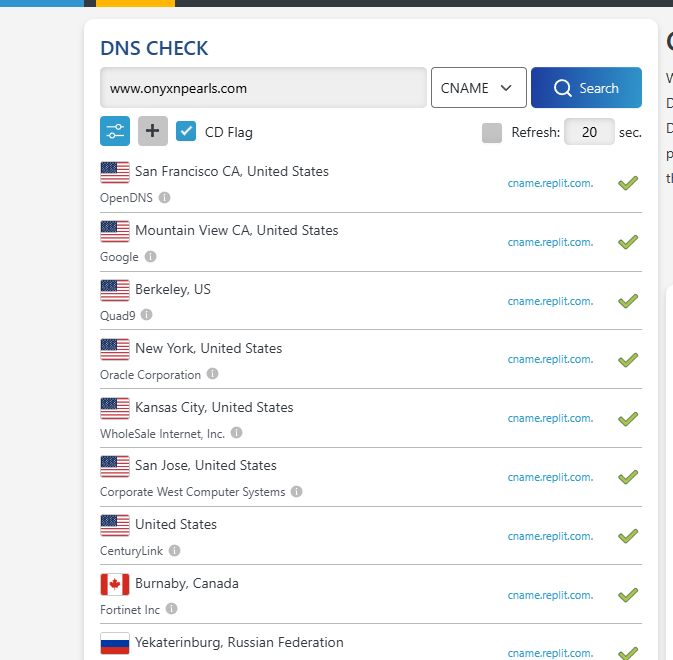 DNS CHECK
www.onyxnpearls.com
CNAME
Search
CD Flag
Refresh: 20 sec.
San Francisco CA, United States
cname.replit.com.
OpenDNS
Mountain View CA, United States
cname.replit.com.
Google
Berkeley, US
cname.replit.com.
Quad9
New York, United States
cname.replit.com.
Oracle Corporation
Kansas City, United States
cname.replit.com.
WholeSale Internet, Inc.
San Jose, United States
cname.replit.com.
Corporate West Computer Systems
United States
cname.replit.com.
CenturyLink
Burnaby, Canada
cname.replit.com.
Fortinet Inc
Yekaterinburg, Russian Federation
cname.replit.com.